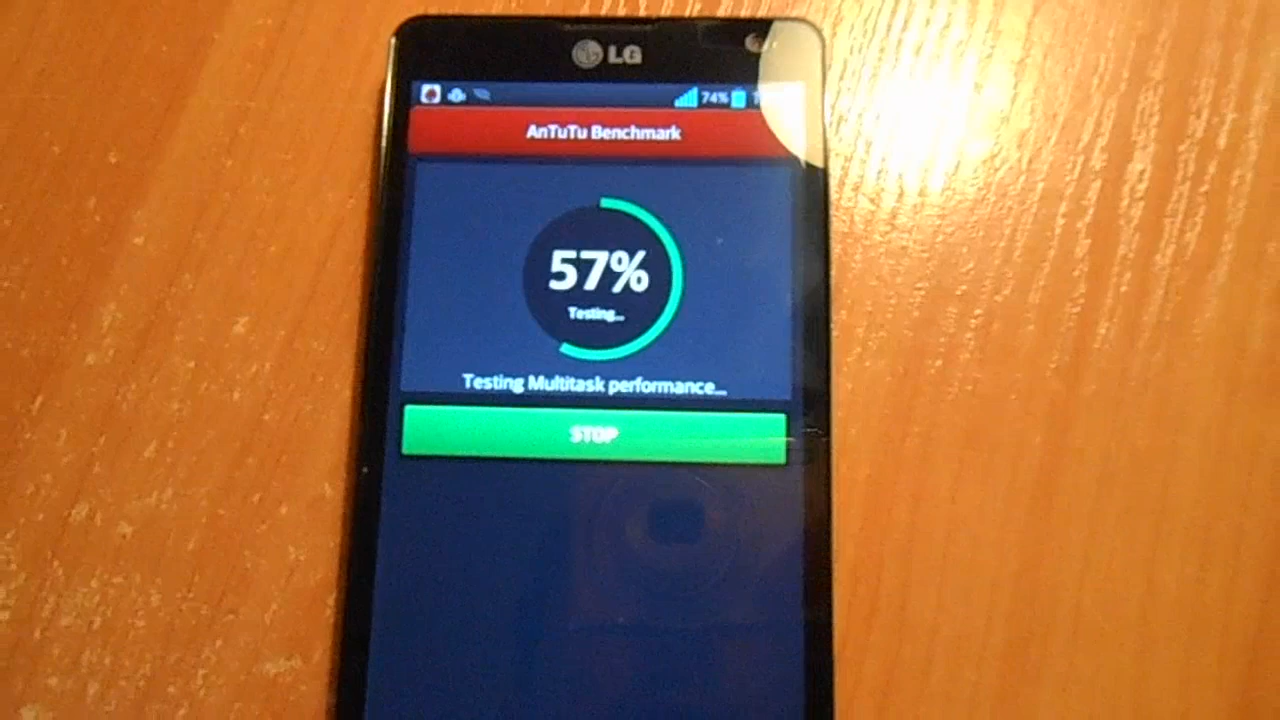 LG
74%
AnTuTu Benchmark
57%
Testing...
Testing Multitask performance...
STOP